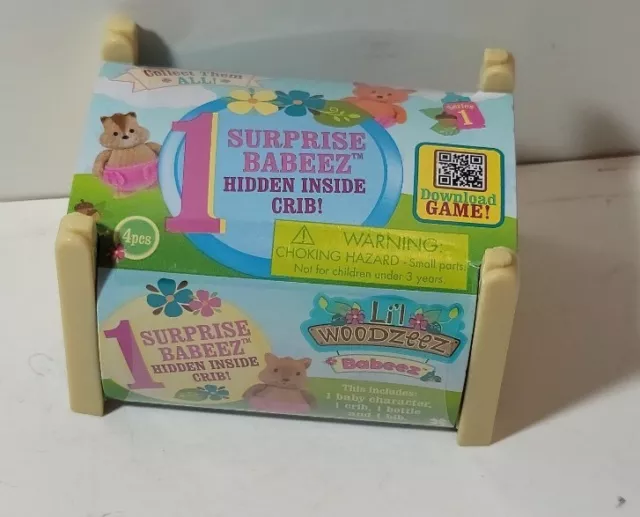 Collect Them
ALL!
Series
1
1 SURPRISE
BABEEZ™
HIDDEN INSIDE
CRIB!
Download
GAME!
4pcs
⚠ WARNING:
CHOKING HAZARD - Small parts.
Not for children under 3 years.
1 SURPRISE
BABEEZ™
HIDDEN INSIDE
CRIB!
Li'l
WOODZEEZ
Babeez
This includes:
1 baby character,
1 crib, 1 bottle
and 1 bib.